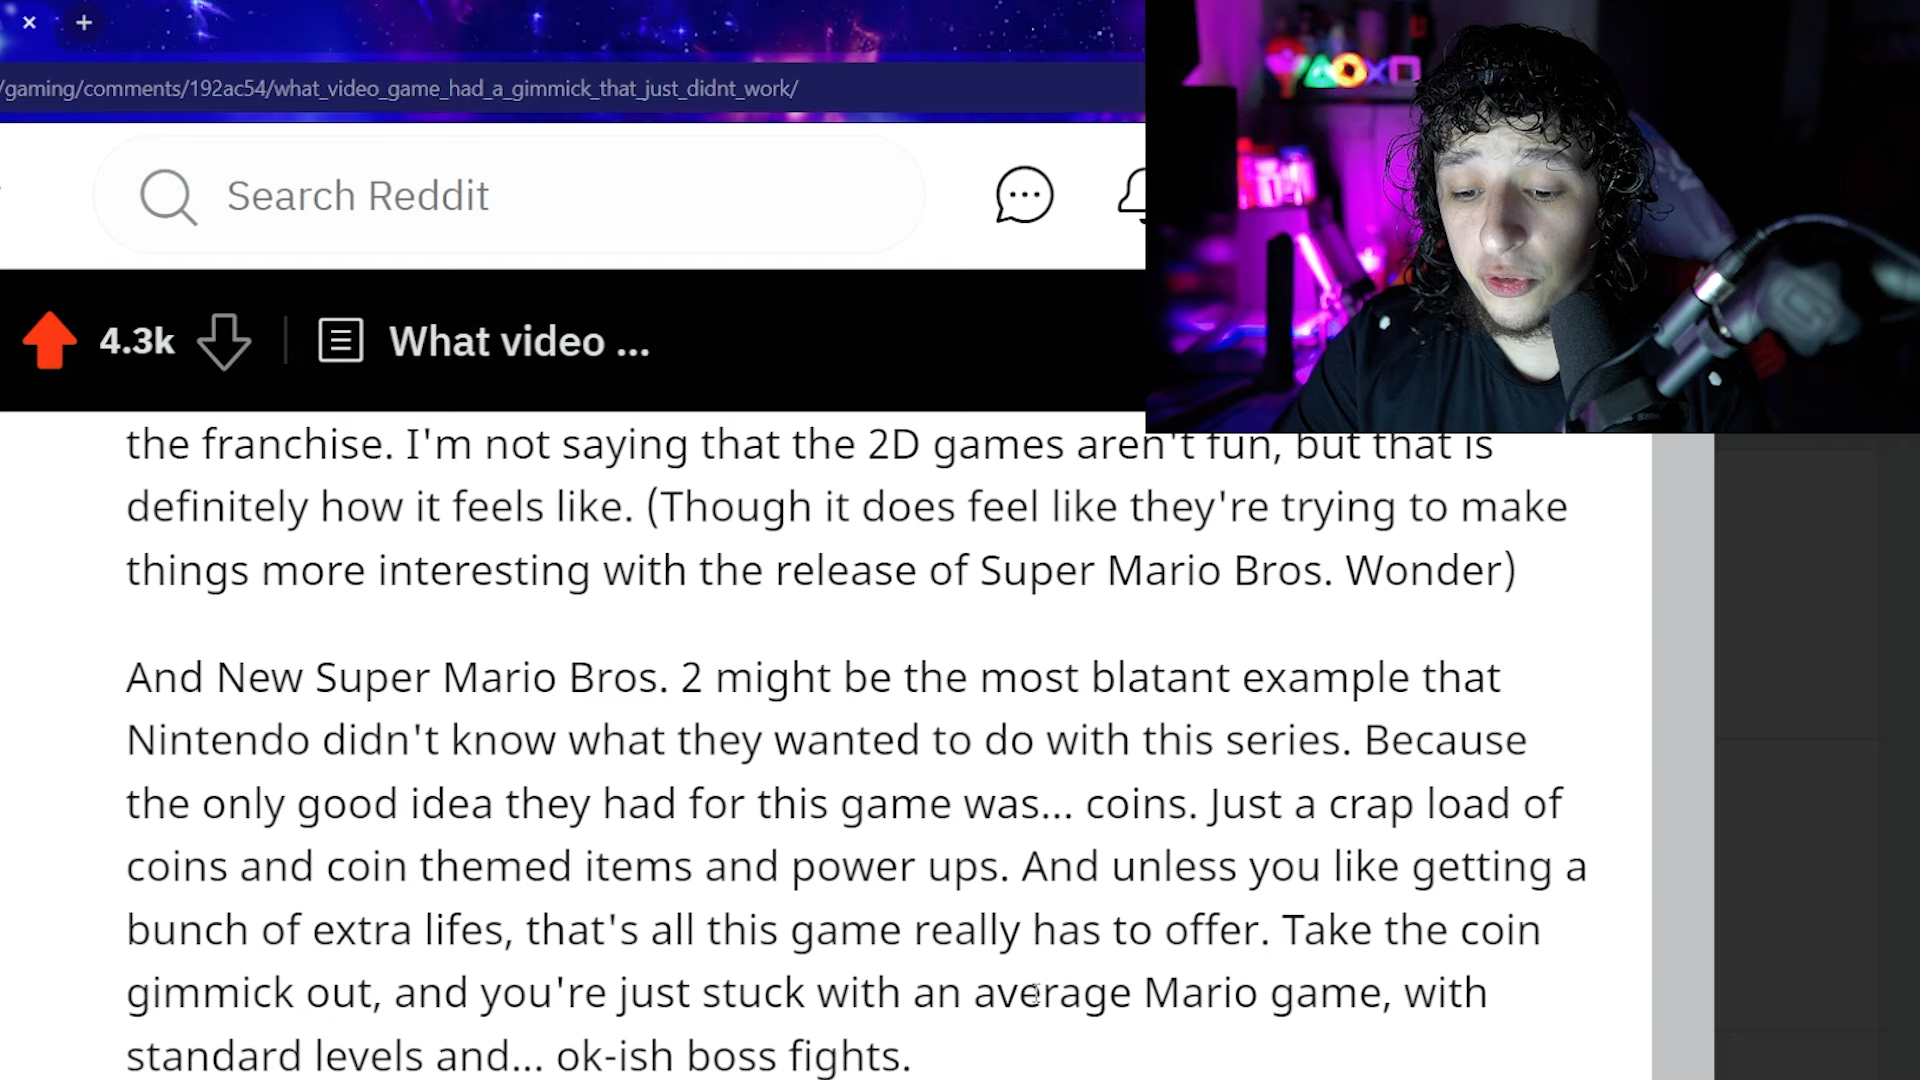 /gaming/comments/192ac54/what_video_game_had_a_gimmick_that_just_didnt_work/
Search Reddit
4.3k What video ...
the franchise. I'm not saying that the 2D games aren't fun, but that is
definitely how it feels like. (Though it does feel like they're trying to make
things more interesting with the release of Super Mario Bros. Wonder)
And New Super Mario Bros. 2 might be the most blatant example that
Nintendo didn't know what they wanted to do with this series. Because
the only good idea they had for this game was... coins. Just a crap load of
coins and coin themed items and power ups. And unless you like getting a
bunch of extra lifes, that's all this game really has to offer. Take the coin
gimmick out, and you're just stuck with an average Mario game, with
standard levels and... ok-ish boss fights.